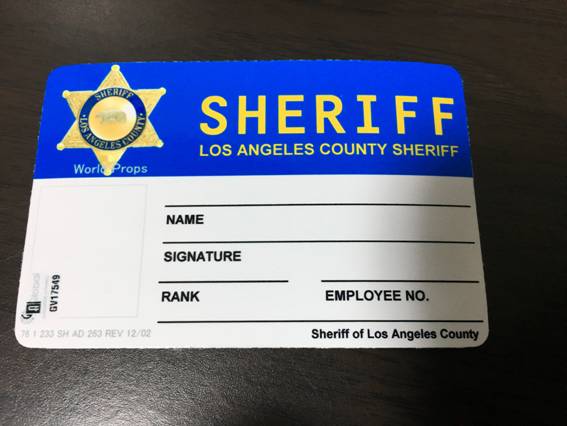 SHERIFF
LOS ANGELES COUNTY
SHERIFF
LOS ANGELES COUNTY SHERIFF
World Props
NAME
SIGNATURE
RANK
EMPLOYEE NO.
GV17549
76 I 233 SH AD 263 REV 12/02
Sheriff of Los Angeles County